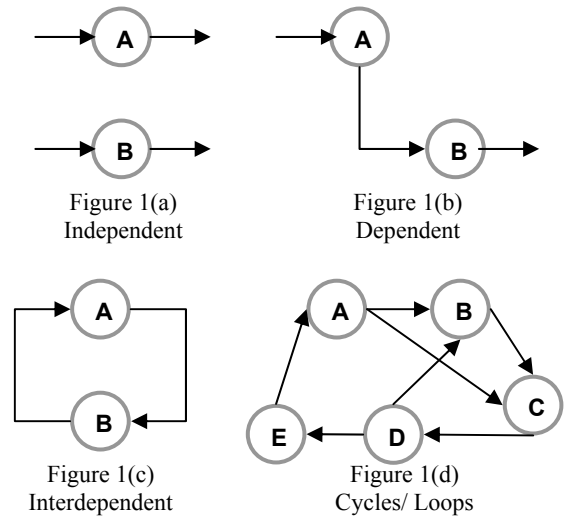 A
A
B
B
Figure 1(a)
Independent
Figure 1(b)
Dependent
A
B
A
B
C
E
D
Figure 1(c)
Interdependent
Figure 1(d)
Cycles/ Loops